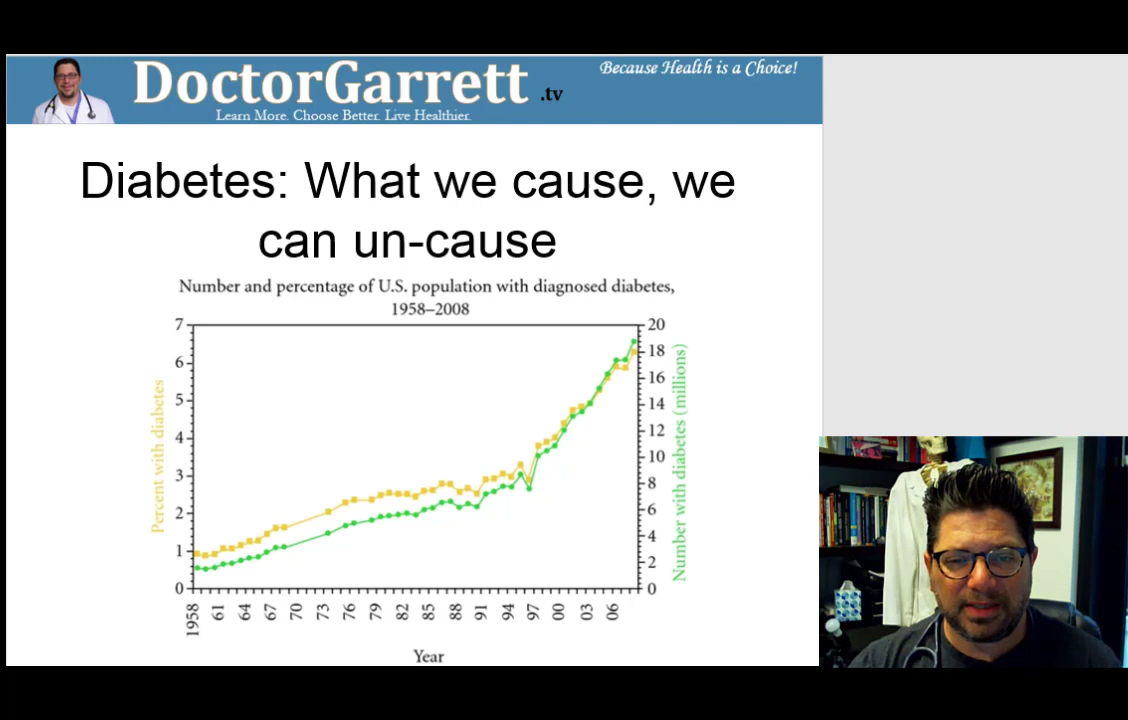 DoctorGarrett .tv
Because Health is a Choice!
Learn More. Choose Better. Live Healthier.
Diabetes: What we cause, we
can un-cause
Number and percentage of U.S. population with diagnosed diabetes,
1958–2008
Percent with diabetes
7
6
5
4
3
2
1
0
20
18
16
14
12
10
8
6
4
2
0
Number with diabetes (millions)
1958 61 64 67 70 73 76 79 82 85 88 91 94 97 00 03 06
Year